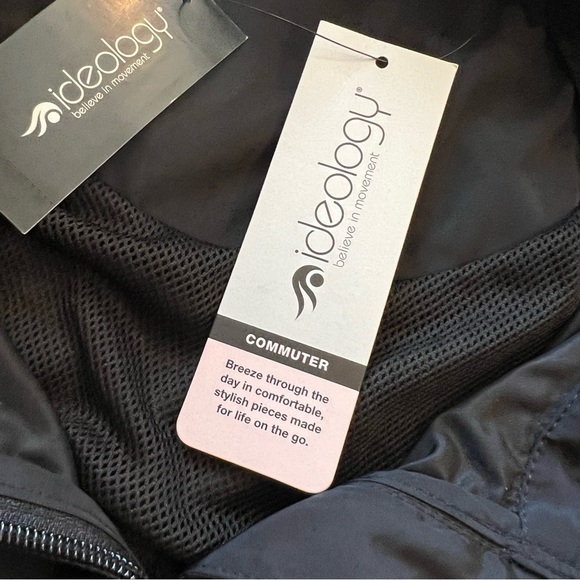 ideology®
believe in movement
ideology®
believe in movement
COMMUTER
Breeze through the
day in comfortable,
stylish pieces made
for life on the go.